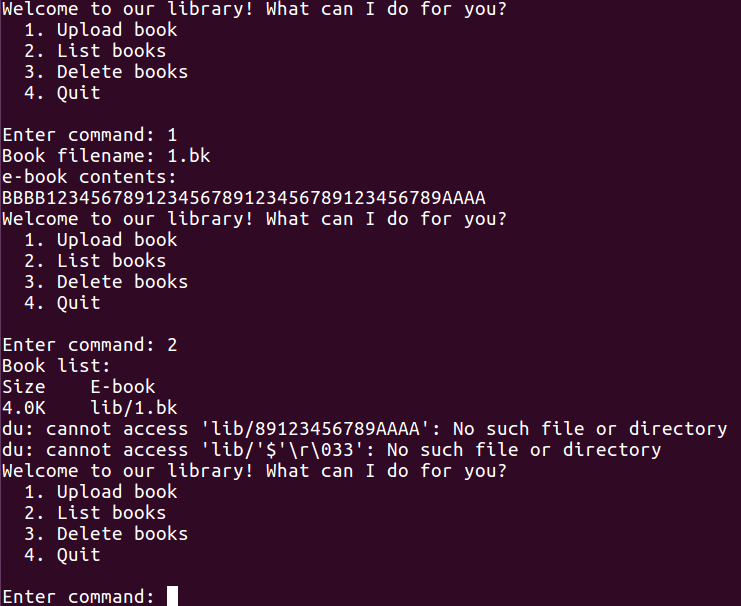 Welcome to our library! What can I do for you?
1. Upload book
2. List books
3. Delete books
4. Quit
Enter command: 1
Book filename: 1.bk
e-book contents:
BBBB123456789123456789123456789123456789AAAA
Welcome to our library! What can I do for you?
1. Upload book
2. List books
3. Delete books
4. Quit
Enter command: 2
Book list:
Size    E-book
4.0K    lib/1.bk
du: cannot access 'lib/89123456789AAAA': No such file or directory
du: cannot access 'lib/'$'\r\033': No such file or directory
Welcome to our library! What can I do for you?
1. Upload book
2. List books
3. Delete books
4. Quit
Enter command: